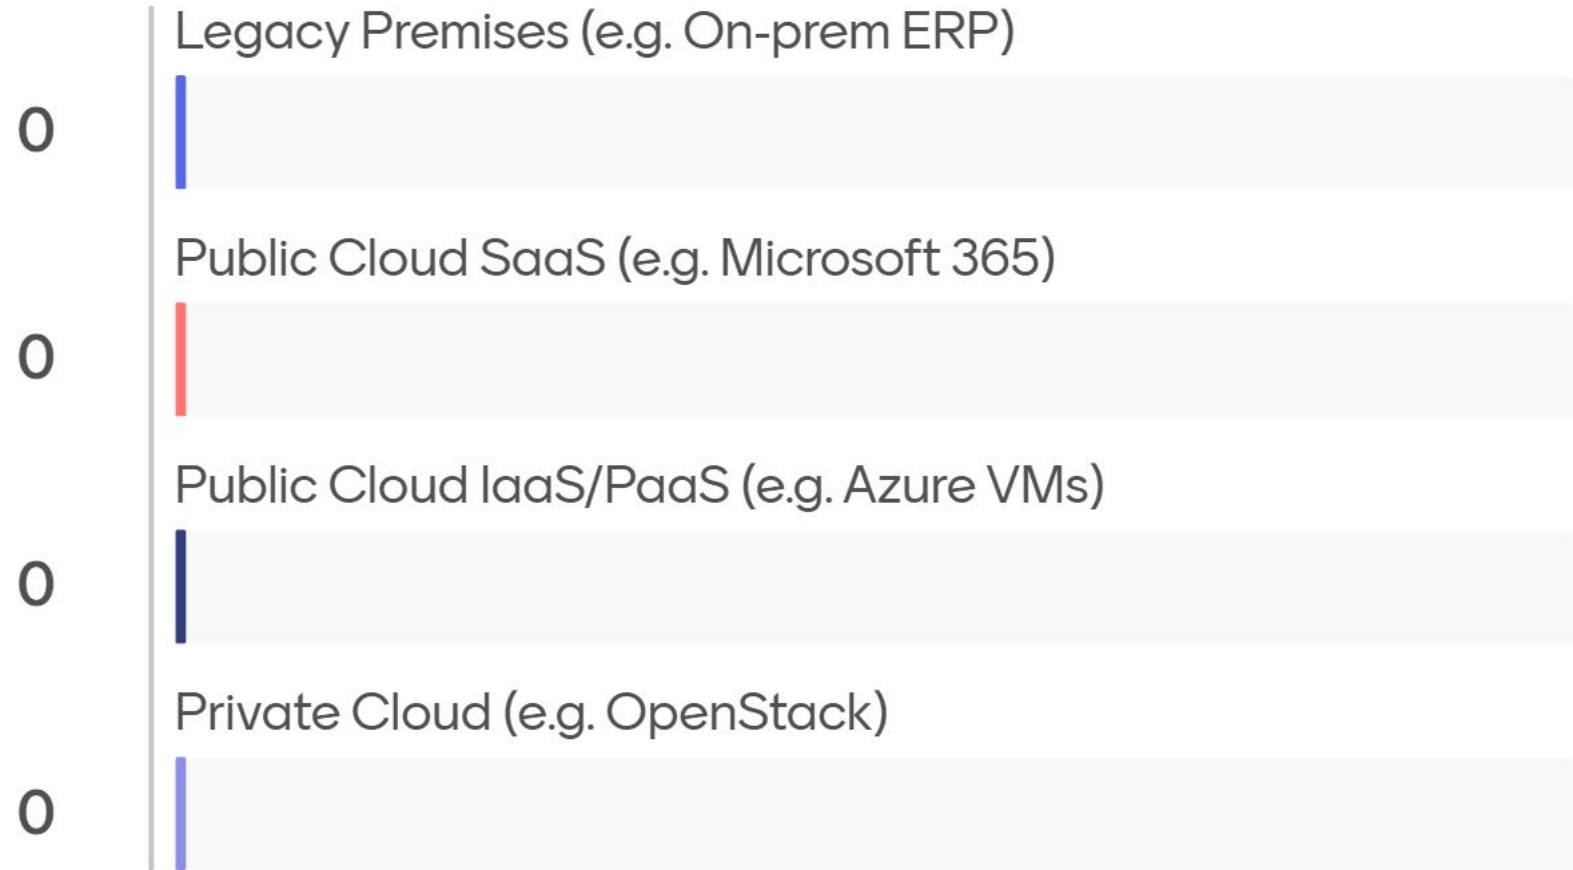 Legacy Premises (e.g. On-prem ERP)
0
Public Cloud SaaS (e.g. Microsoft 365)
0
Public Cloud IaaS/PaaS (e.g. Azure VMs)
0
Private Cloud (e.g. OpenStack)
0